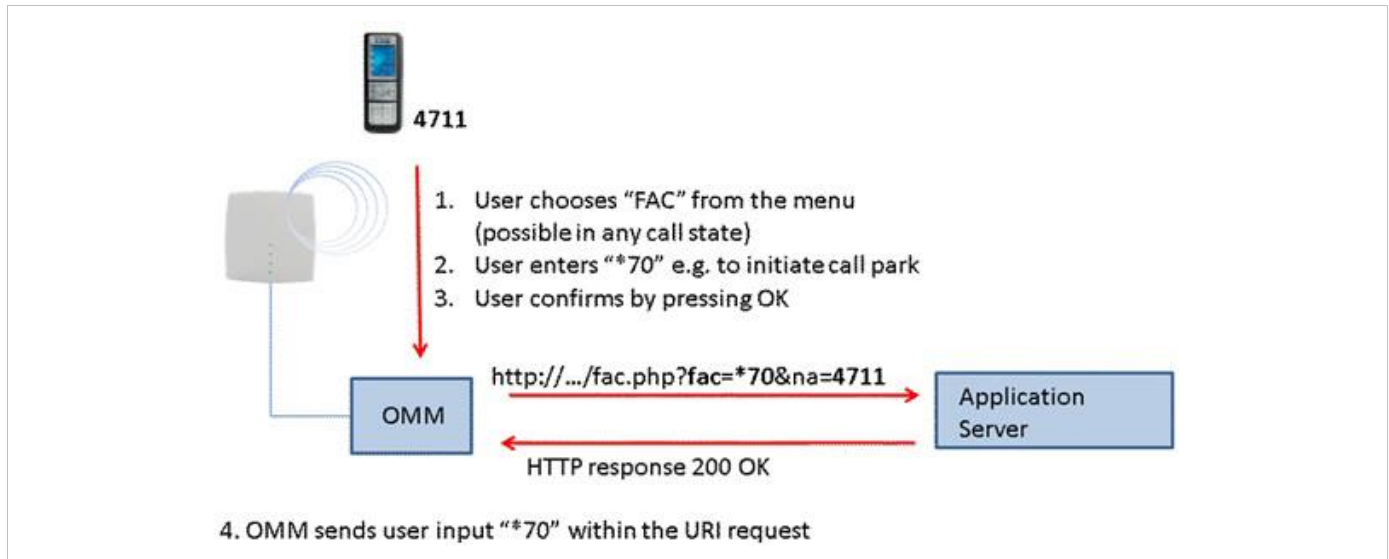 4711
1. User chooses “FAC” from the menu
(possible in any call state)
2. User enters “*70” e.g. to initiate call park
3. User confirms by pressing OK
http://.../fac.php?fac=*70&na=4711
OMM
Application
Server
HTTP response 200 OK
4. OMM sends user input “*70” within the URI request